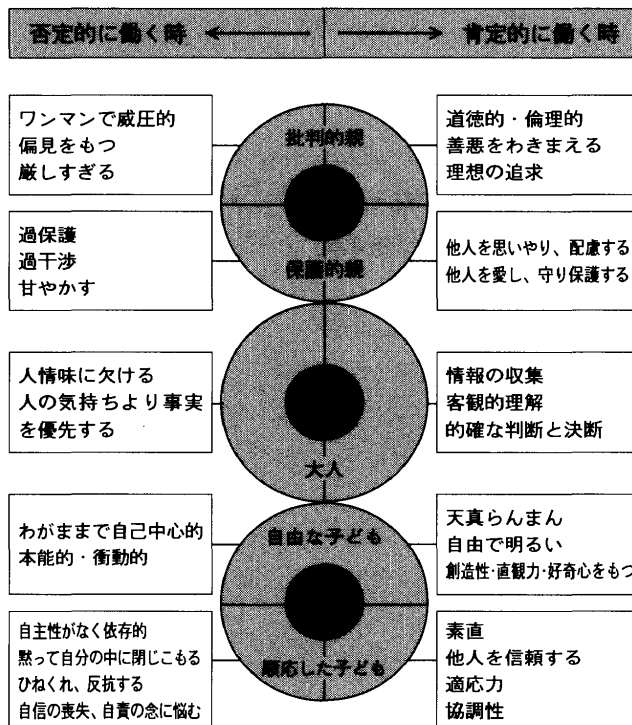 否定的に働く時 ← → 肯定的に働く時
ワンマンで威圧的
偏見をもつ
厳しすぎる
批判的親
道徳的・倫理的
善悪をわきまえる
理想の追求
過保護
過干渉
甘やかす
保護的親
他人を思いやり、配慮する
他人を愛し、守り保護する
人情味に欠ける
人の気持ちより事実
を優先する
大人
情報の収集
客観的理解
的確な判断と決断
わがままで自己中心的
本能的・衝動的
自由な子ども
天真らんまん
自由で明るい
創造性・直観力・好奇心をもつ
自主性がなく依存的
黙って自分の中に閉じこもる
ひねくれ、反抗する
自信の喪失、自責の念に悩む
順応した子ども
素直
他人を信頼する
適応力
協調性